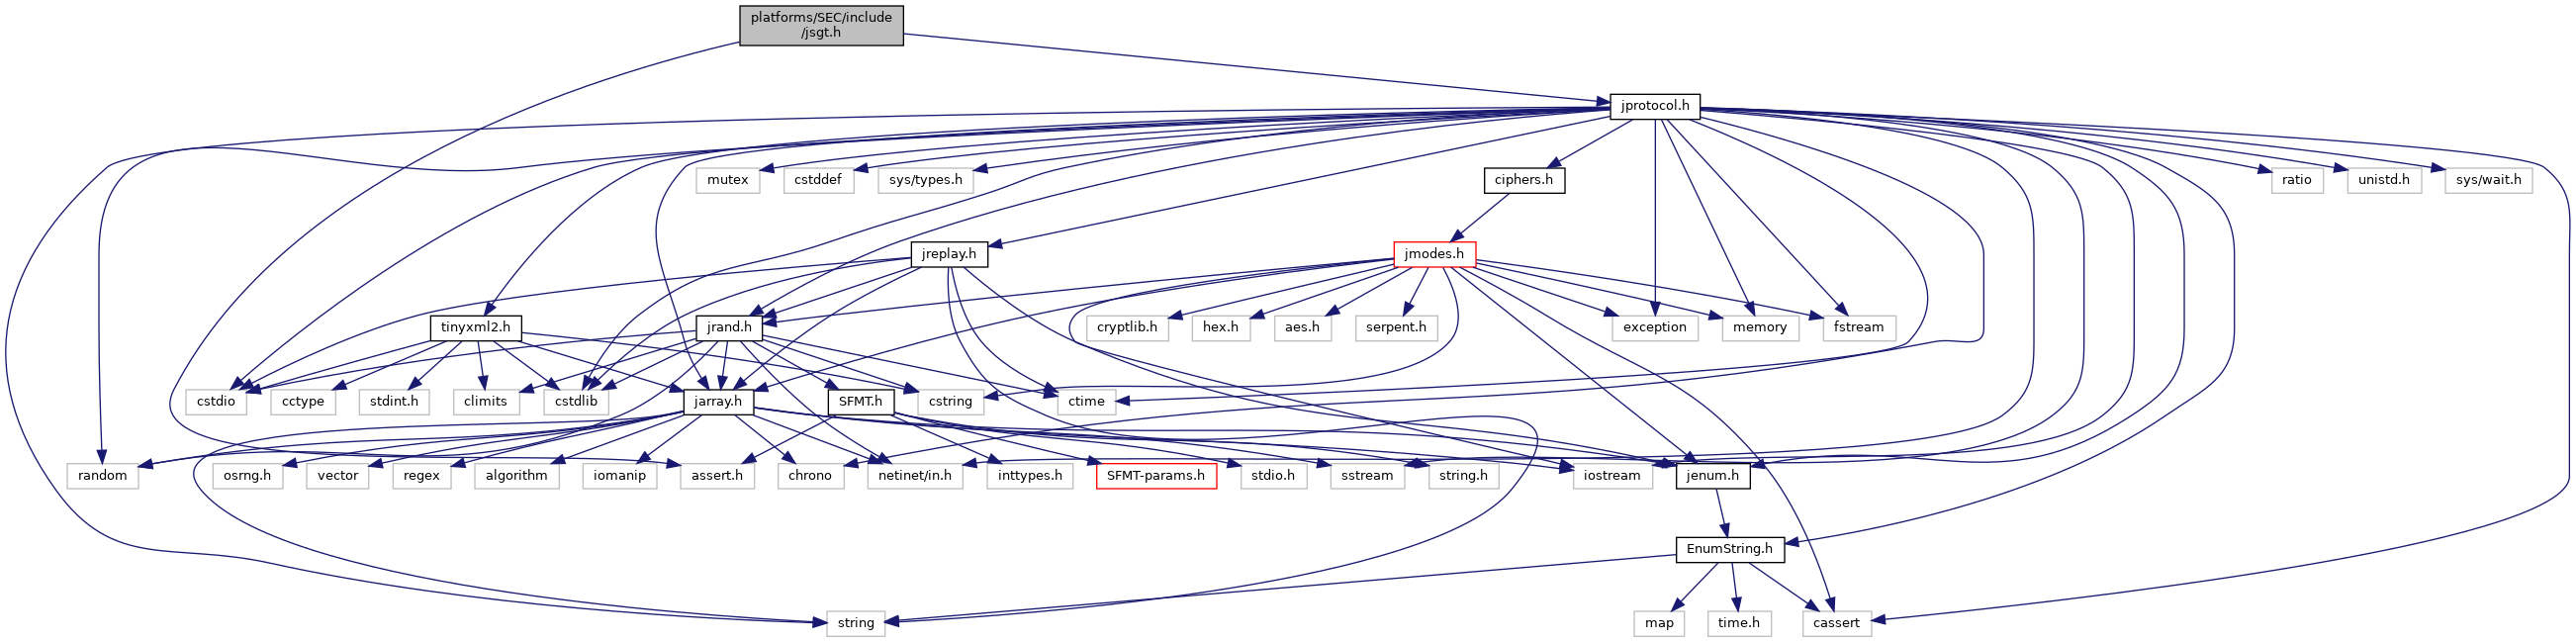 platforms/SEC/include
/jsgt.h
jprotocol.h
mutex
cstddef
sys/types.h
ciphers.h
ratio
unistd.h
sys/wait.h
jreplay.h
jmodes.h
tinyxml2.h
jrand.h
cryptlib.h
hex.h
aes.h
serpent.h
exception
memory
fstream
cstdio
cctype
stdint.h
climits
cstdlib
jarray.h
SFMT.h
cstring
ctime
random
osrng.h
vector
regex
algorithm
iomanip
assert.h
chrono
netinet/in.h
inttypes.h
SFMT-params.h
stdio.h
sstream
string.h
iostream
jenum.h
EnumString.h
string
map
time.h
cassert